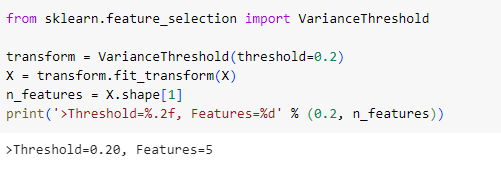 from sklearn.feature_selection import VarianceThreshold
transform = VarianceThreshold(threshold=0.2)
X = transform.fit_transform(X)
n_features = X.shape[1]
print('>Threshold=%.2f, Features=%d' % (0.2, n_features))
>Threshold=0.20, Features=5